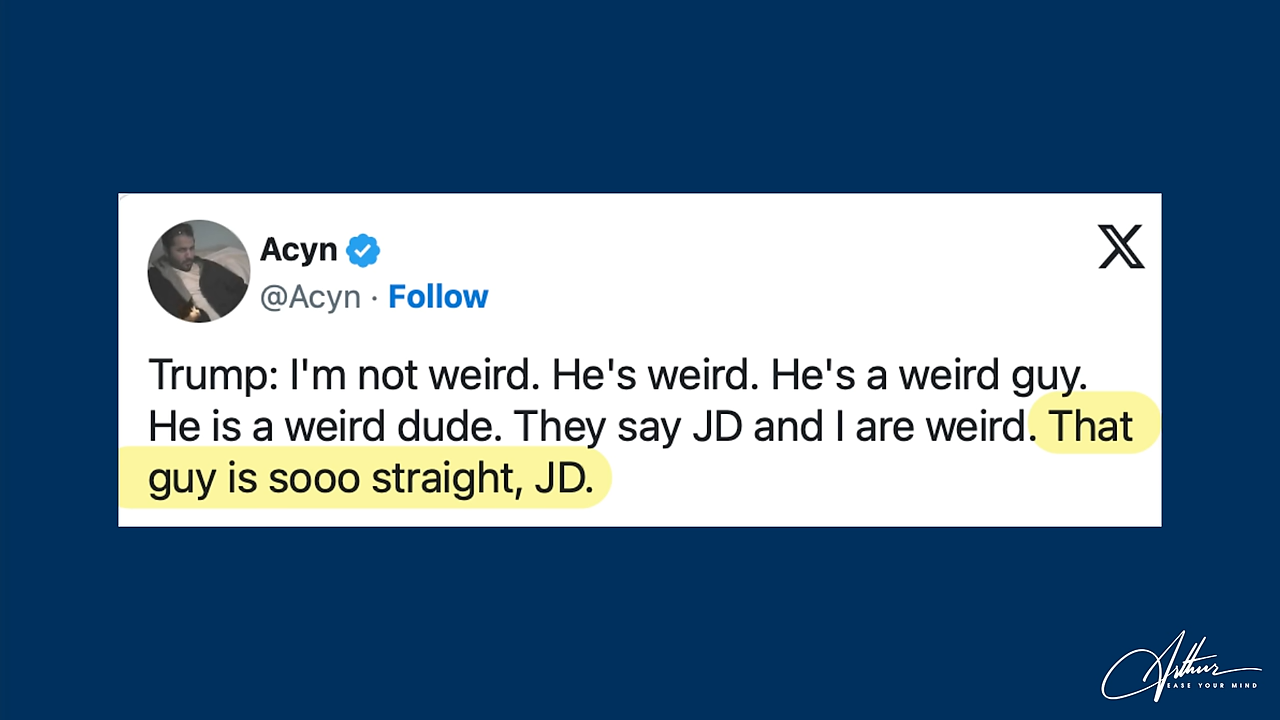 Acyn
@Acyn · Follow
Trump: I'm not weird. He's weird. He's a weird guy.
He is a weird dude. They say JD and I are weird. That
guy is sooo straight, JD.
Arthur
EASE YOUR MIND